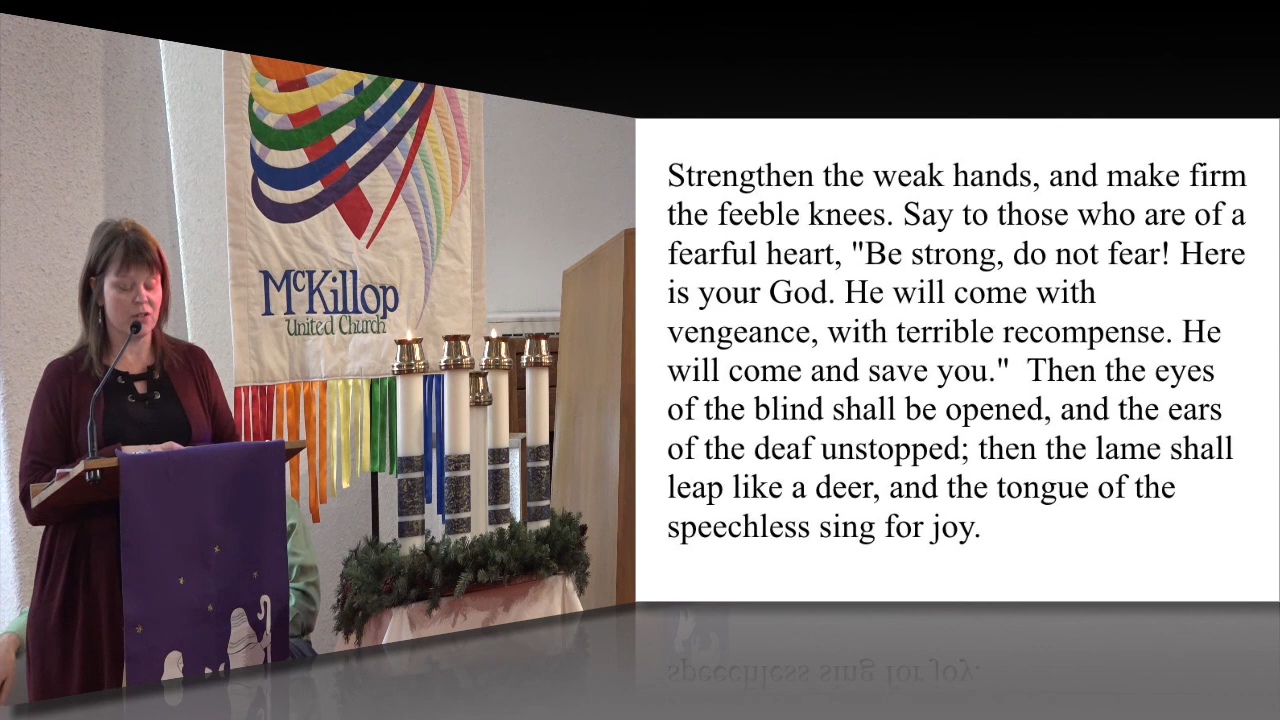 McKillop
United Church
Strengthen the weak hands, and make firm
the feeble knees. Say to those who are of a
fearful heart, "Be strong, do not fear! Here
is your God. He will come with
vengeance, with terrible recompense. He
will come and save you."  Then the eyes
of the blind shall be opened, and the ears
of the deaf unstopped; then the lame shall
leap like a deer, and the tongue of the
speechless sing for joy.